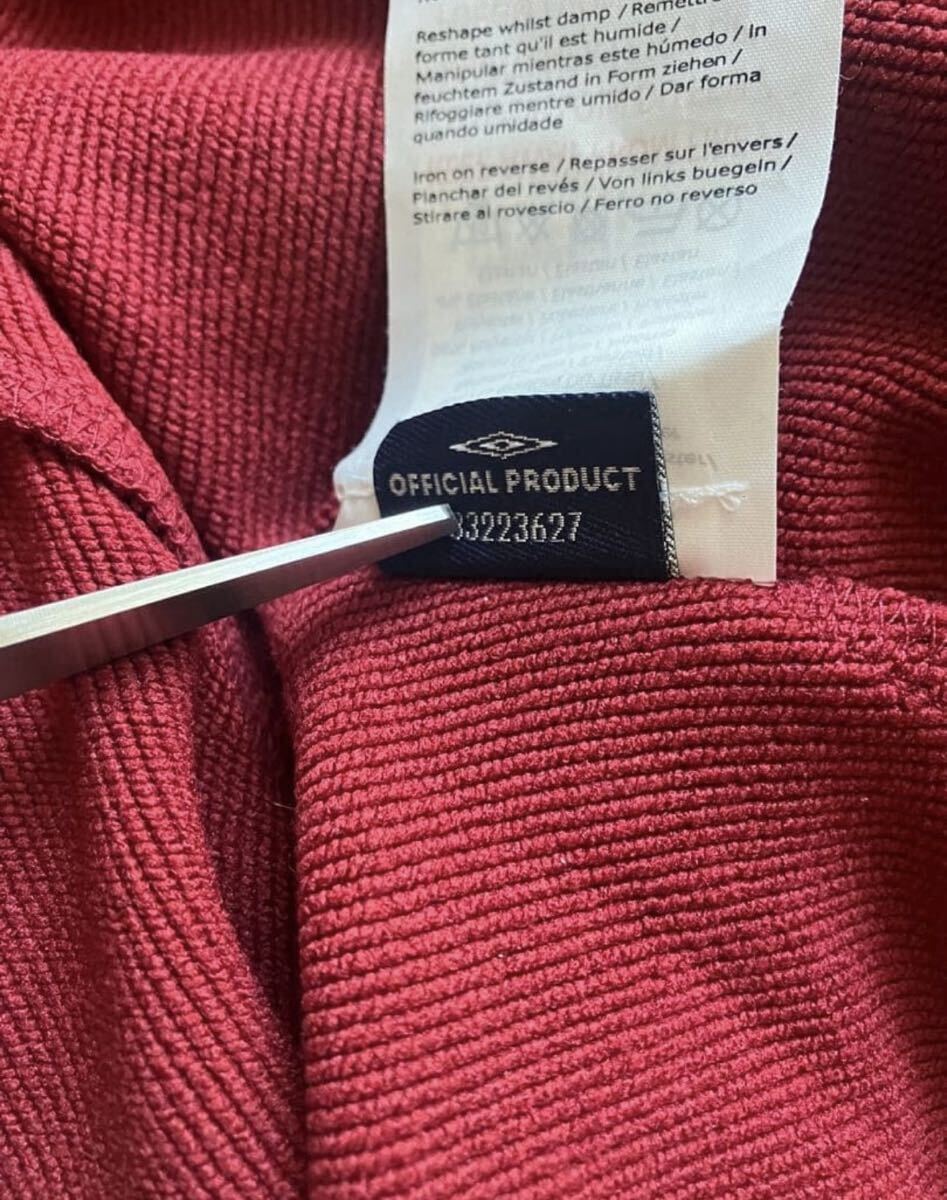 Reshape whilst damp / Remettre
forme tant qu'il est humide /
Manipular mientras este húmedo / In
feuchtem Zustand in Form ziehen /
Rifoggiare mentre umido / Dar forma
quando umidade
Iron on reverse / Repasser sur l'envers /
Planchar del revés / Von links buegeln /
Stirare al rovescio / Ferro no reverso
OFFICIAL PRODUCT
33223627